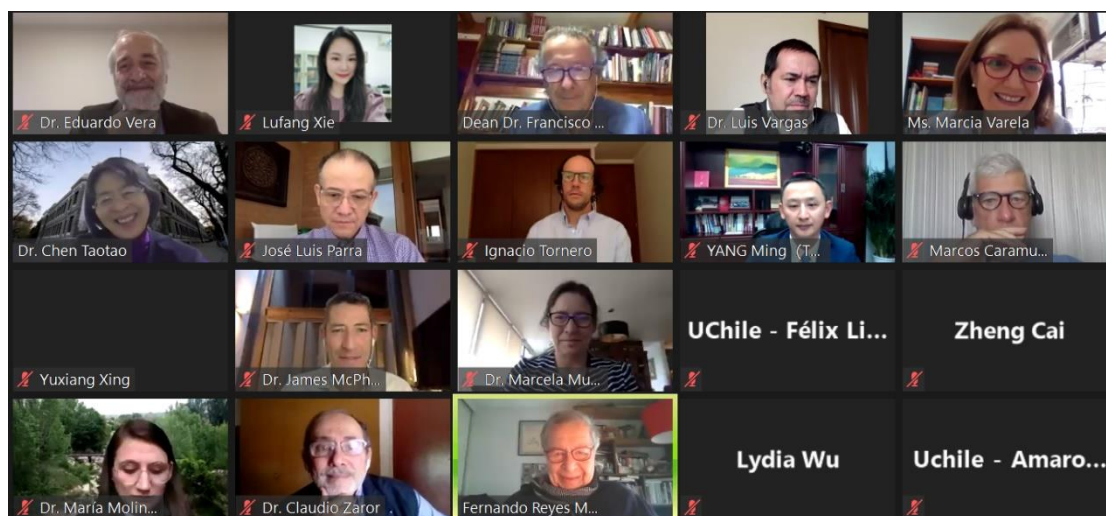 Dr. Eduardo Vera
Lufang Xie
Dean Dr. Francisco ...
Dr. Luis Vargas
Ms. Marcia Varela
Dr. Chen Taotao
José Luis Parra
Ignacio Tornero
YANG Ming (T...
Marcos Caramu...
Yuxiang Xing
Dr. James McPh...
Dr. Marcela Mu...
UChile - Félix Li...
Zheng Cai
Dr. María Molin...
Dr. Claudio Zaror
Fernando Reyes M...
Lydia Wu
Uchile - Amaro...